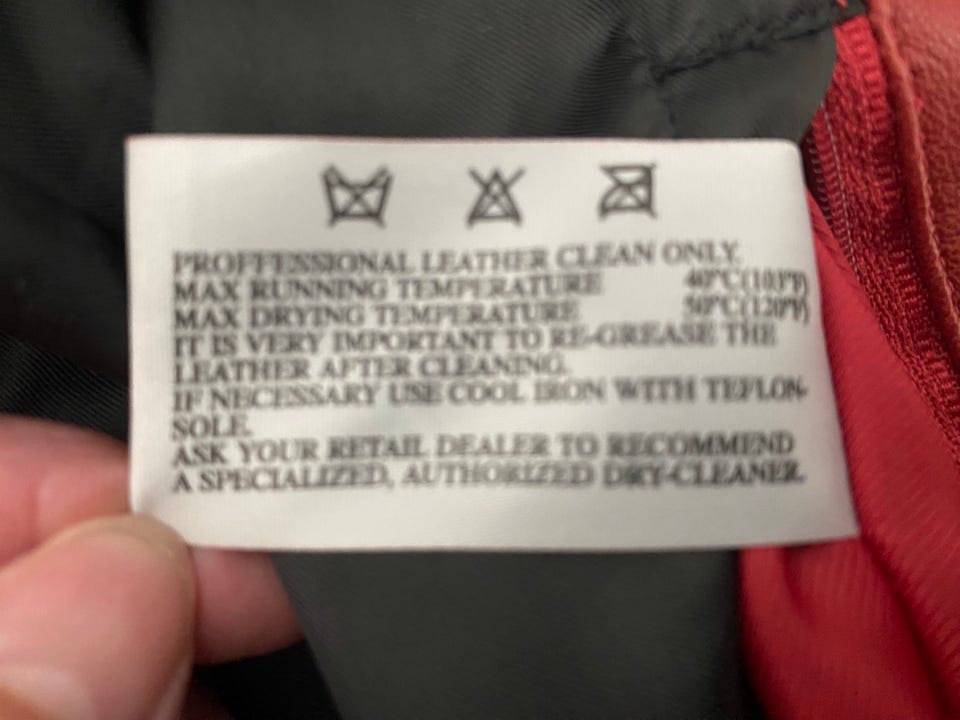 PROFFESSIONAL LEATHER CLEAN ONLY.
MAX RUNNING TEMPERATURE 40°C(103°F)
MAX DRYING TEMPERATURE 50°C(120°F)
IT IS VERY IMPORTANT TO RE-GREASE THE
LEATHER AFTER CLEANING.
IF NECESSARY USE COOL IRON WITH TEFLON-
SOLE.
ASK YOUR RETAIL DEALER TO RECOMMEND
A SPECIALIZED, AUTHORIZED DRY-CLEANER.